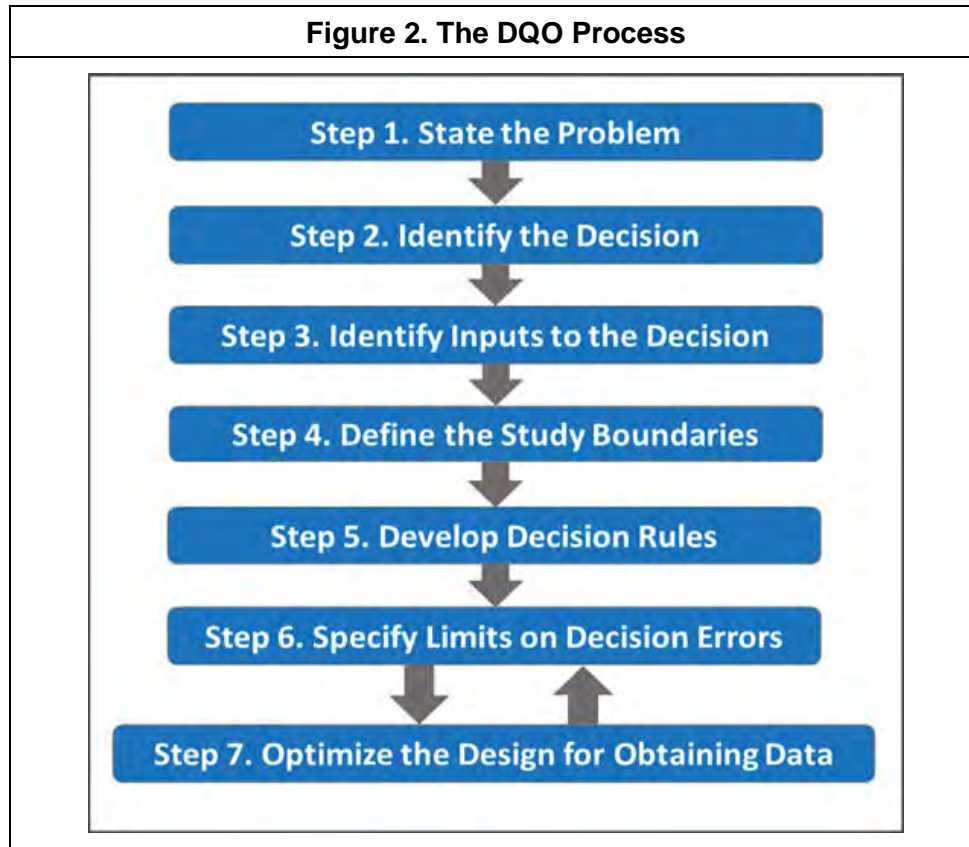 Figure 2. The DQO Process
Step 1. State the Problem
Step 2. Identify the Decision
Step 3. Identify Inputs to the Decision
Step 4. Define the Study Boundaries
Step 5. Develop Decision Rules
Step 6. Specify Limits on Decision Errors
Step 7. Optimize the Design for Obtaining Data